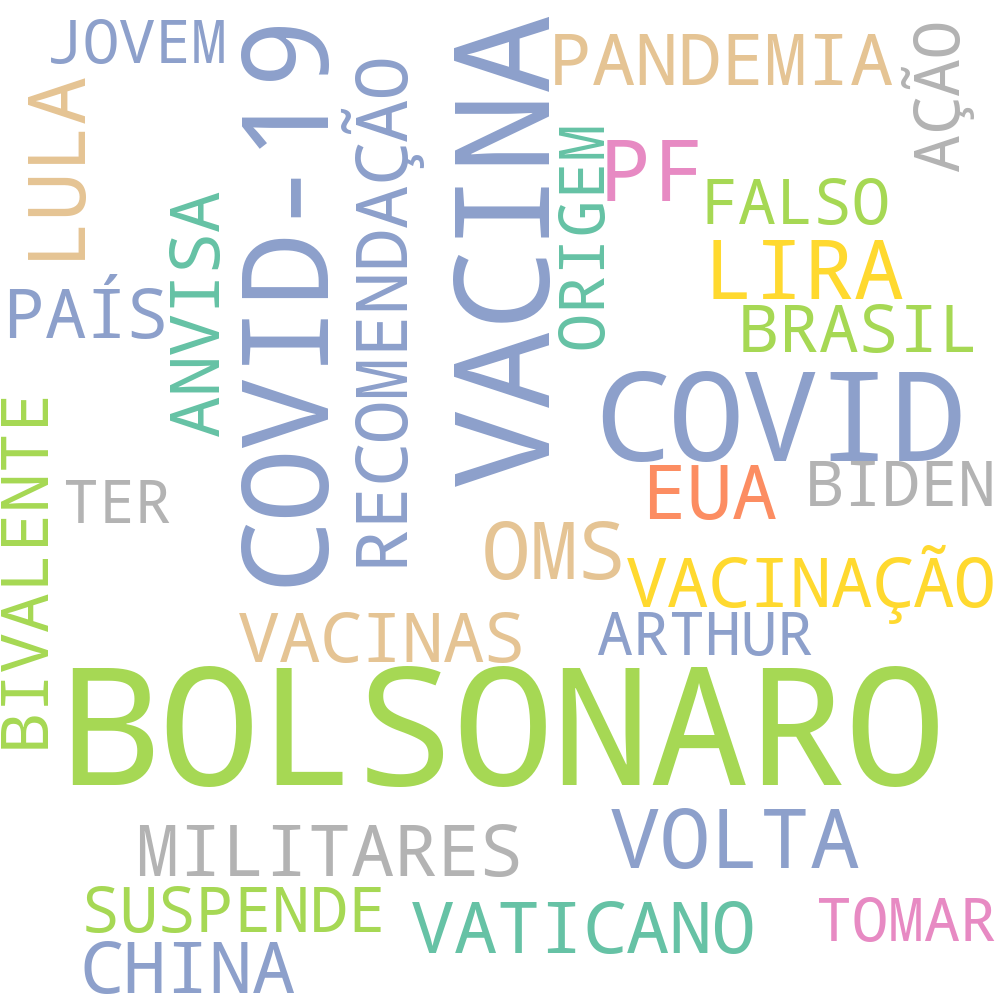 JOVEM
COVID-19
VACINA
PANDEMIA
AÇÃO
LULA
RECOMENDAÇÃO
ORIGEM
PF
FALSO
ANVISA
LIRA
PAÍS
BRASIL
COVID
BIVALENTE
TER
EUA
BIDEN
OMS
VACINAÇÃO
VACINAS
ARTHUR
BOLSONARO
MILITARES
VOLTA
SUSPENDE
VATICANO
TOMAR
CHINA